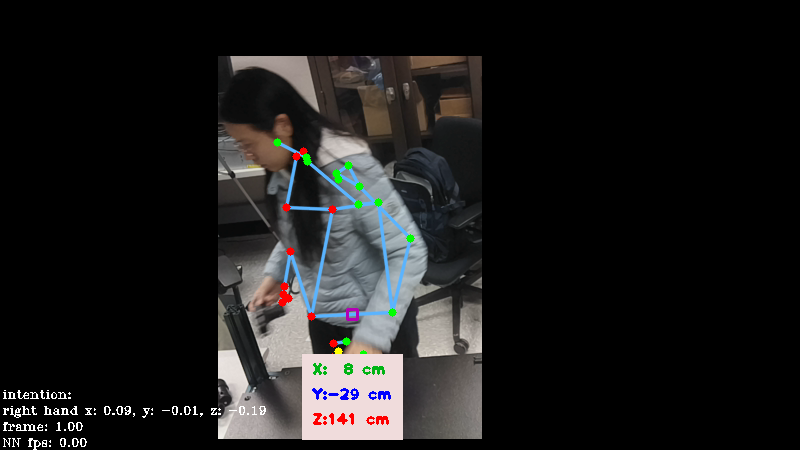 X: 8 cm
Y:-29 cm
Z:141 cm
intention:
right hand x: 0.09, y: -0.01, z: -0.19
frame: 1.00
NN fps: 0.00